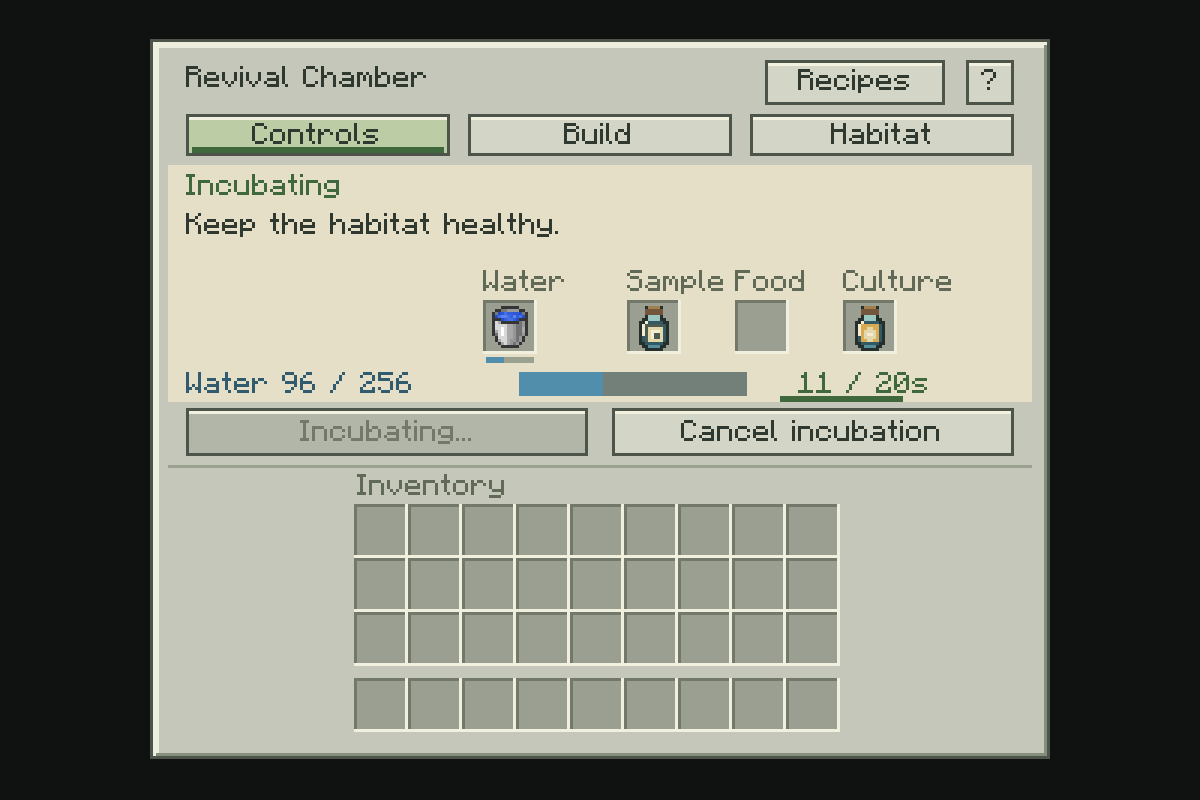 Revival Chamber
Recipes
?
Controls
Build
Habitat
Incubating
Keep the habitat healthy.
Water
Sample
Food
Culture
Water 96 / 256
11 / 20s
Incubating...
Cancel incubation
Inventory